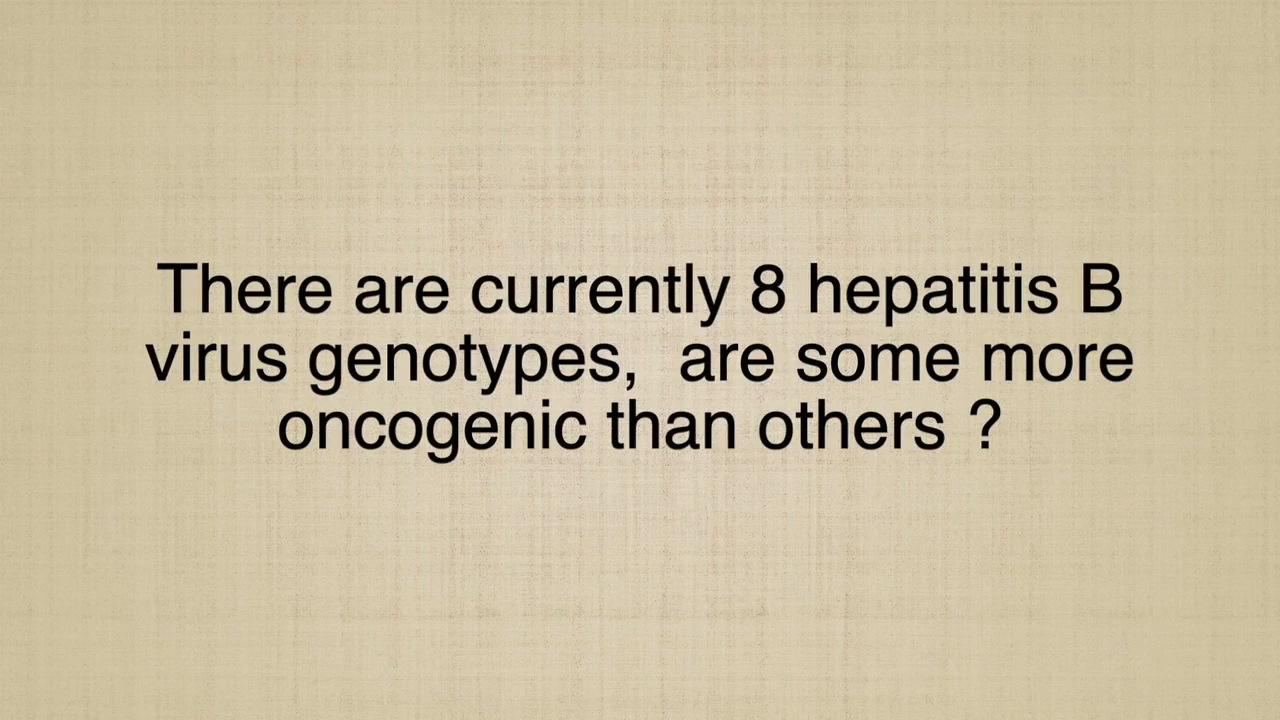 There are currently 8 hepatitis B
virus genotypes,  are some more
oncogenic than others ?